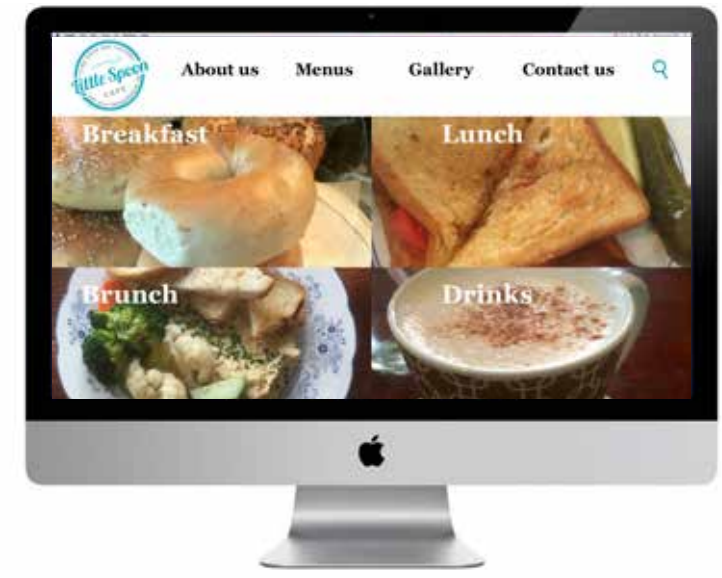 Little Spoon
CAFE
About us Menus Gallery Contact us
Breakfast Lunch
Brunch Drinks